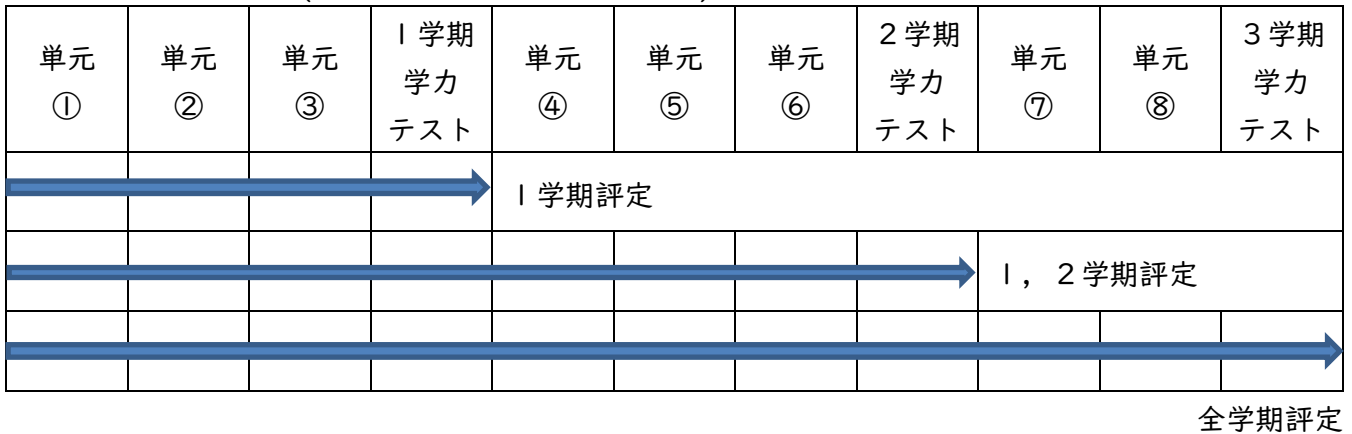 単元
①
単元
②
単元
③
1学期
学力
テスト
単元
④
単元
⑤
単元
⑥
2学期
学力
テスト
単元
⑦
単元
⑧
3学期
学力
テスト
1学期評定
1，2学期評定
全学期評定